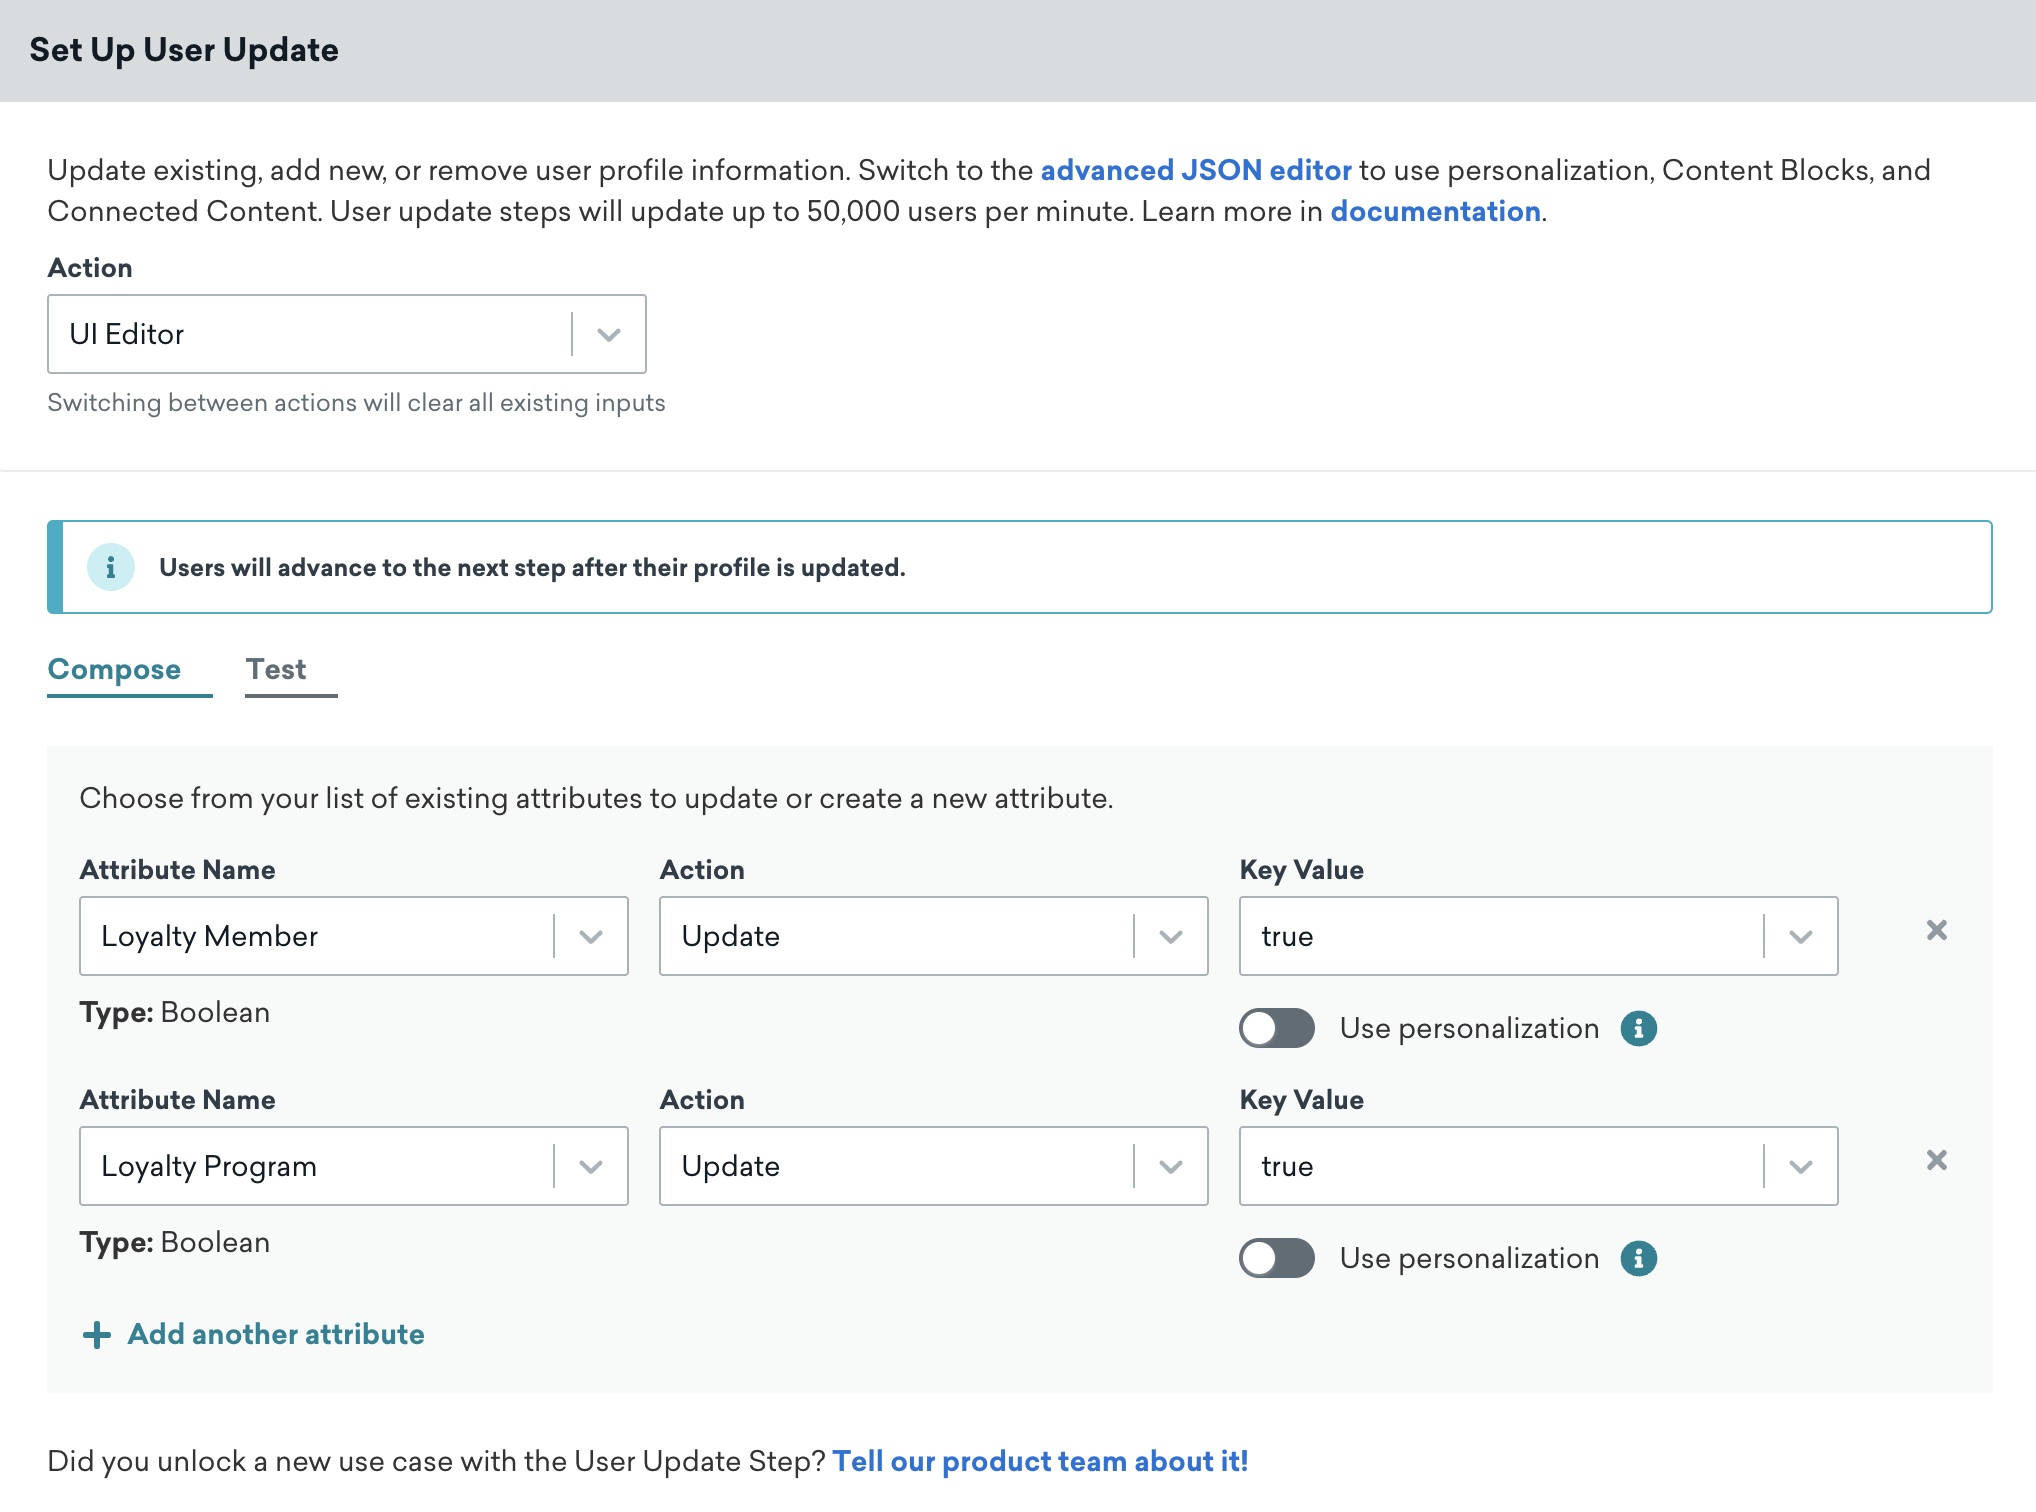 Set Up User Update
Update existing, add new, or remove user profile information. Switch to the advanced JSON editor to use personalization, Content Blocks, and
Connected Content. User update steps will update up to 50,000 users per minute. Learn more in documentation.
Action
UI Editor
Switching between actions will clear all existing inputs
Users will advance to the next step after their profile is updated.
Compose Test
Choose from your list of existing attributes to update or create a new attribute.
Attribute Name Action Key Value
Loyalty Member Update true
Type: Boolean
Use personalization
Attribute Name Action Key Value
Loyalty Program Update true
Type: Boolean
Use personalization
Add another attribute
Did you unlock a new use case with the User Update Step? Tell our product team about it!